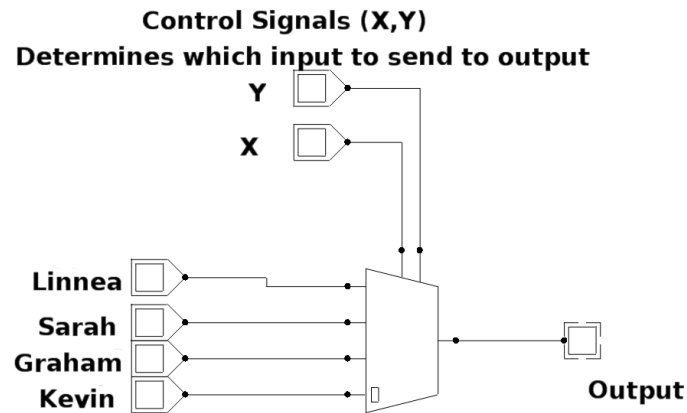 Control Signals (X,Y)
Determines which input to send to output
Y
X
Linnea
Sarah
Graham
Kevin
Output